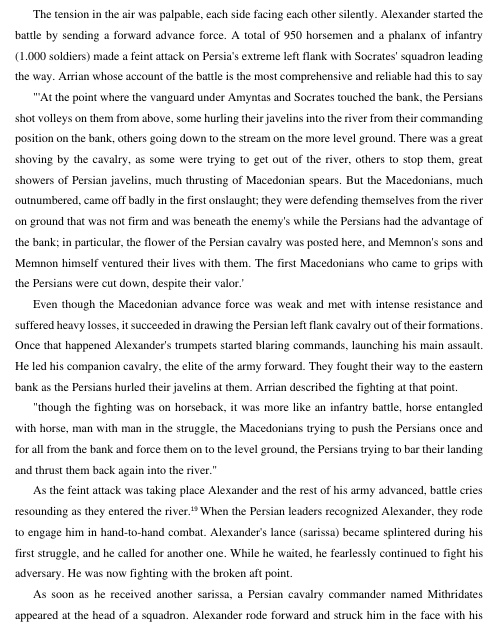 The tension in the air was palpable, each side facing each other silently. Alexander started the
battle by sending a forward advance force. A total of 950 horsemen and a phalanx of infantry
(1.000 soldiers) made a feint attack on Persia's extreme left flank with Socrates' squadron leading
the way. Arrian whose account of the battle is the most comprehensive and reliable had this to say
"'At the point where the vanguard under Amyntas and Socrates touched the bank, the Persians
shot volleys on them from above, some hurling their javelins into the river from their commanding
position on the bank, others going down to the stream on the more level ground. There was a great
shoving by the cavalry, as some were trying to get out of the river, others to stop them, great
showers of Persian javelins, much thrusting of Macedonian spears. But the Macedonians, much
outnumbered, came off badly in the first onslaught; they were defending themselves from the river
on ground that was not firm and was beneath the enemy's while the Persians had the advantage of
the bank; in particular, the flower of the Persian cavalry was posted here, and Memnon's sons and
Memnon himself ventured their lives with them. The first Macedonians who came to grips with
the Persians were cut down, despite their valor.'
Even though the Macedonian advance force was weak and met with intense resistance and
suffered heavy losses, it succeeded in drawing the Persian left flank cavalry out of their formations.
Once that happened Alexander's trumpets started blaring commands, launching his main assault.
He led his companion cavalry, the elite of the army forward. They fought their way to the eastern
bank as the Persians hurled their javelins at them. Arrian described the fighting at that point.
"though the fighting was on horseback, it was more like an infantry battle, horse entangled
with horse, man with man in the struggle, the Macedonians trying to push the Persians once and
for all from the bank and force them on to the level ground, the Persians trying to bar their landing
and thrust them back again into the river."
As the feint attack was taking place Alexander and the rest of his army advanced, battle cries
resounding as they entered the river.¹⁹ When the Persian leaders recognized Alexander, they rode
to engage him in hand-to-hand combat. Alexander's lance (sarissa) became splintered during his
first struggle, and he called for another one. While he waited, he fearlessly continued to fight his
adversary. He was now fighting with the broken aft point.
As soon as he received another sarissa, a Persian cavalry commander named Mithridates
appeared at the head of a squadron. Alexander rode forward and struck him in the face with his